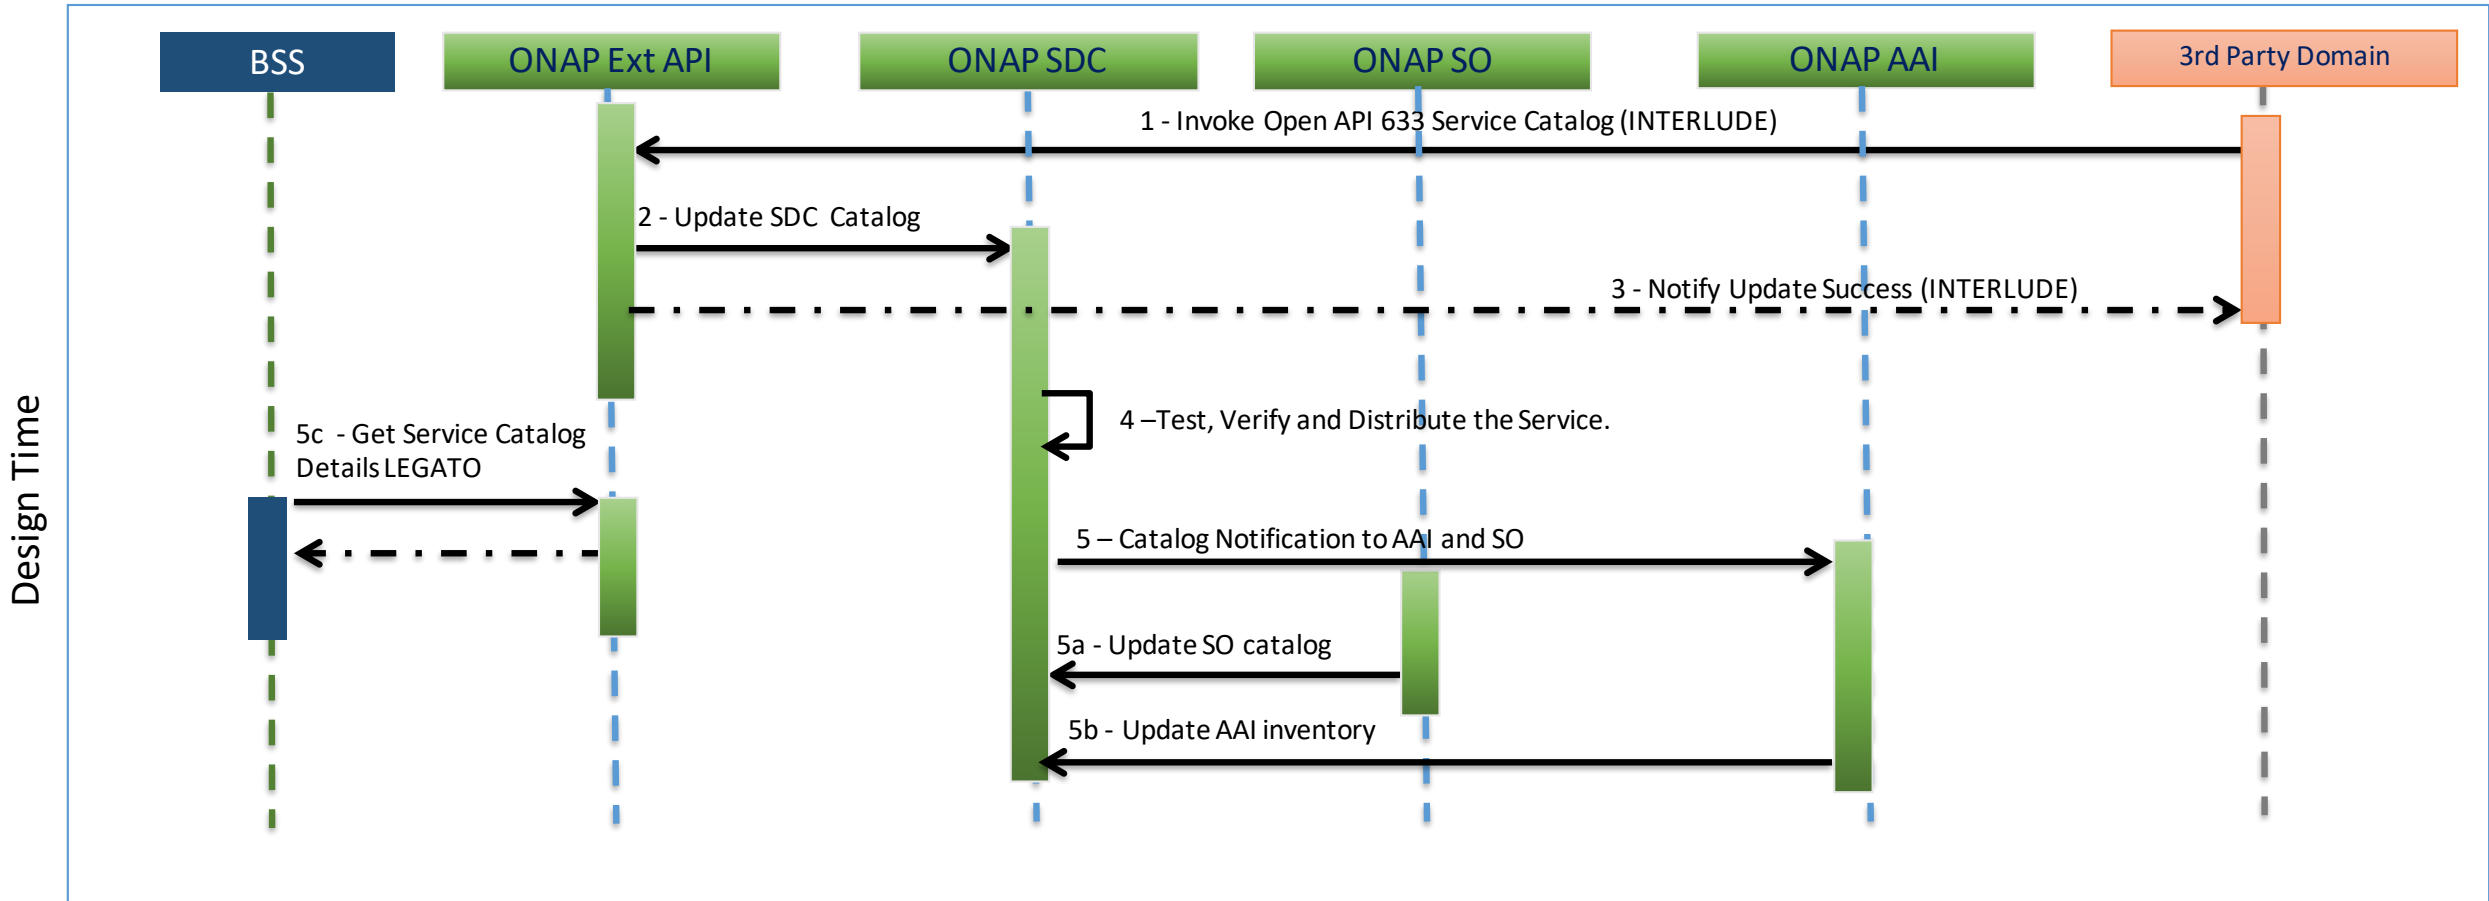 BSS
ONAP Ext API
ONAP SDC
ONAP SO
ONAP AAI
3rd Party Domain
1 - Invoke Open API 633 Service Catalog (INTERLUDE)
2 - Update SDC Catalog
3 - Notify Update Success (INTERLUDE)
4 –Test, Verify and Distribute the Service.
5c - Get Service Catalog
Details LEGATO
5 – Catalog Notification to AAI and SO
5a - Update SO catalog
5b - Update AAI inventory
Design Time